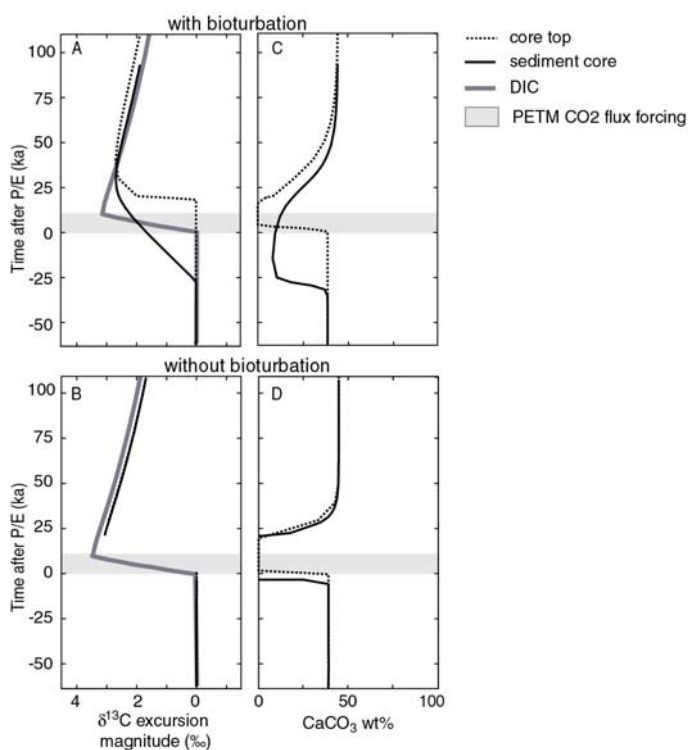 with bioturbation
A
C
100
75
50
25
0
-25
-50
Time after P/E (ka)
core top
sediment core
DIC
PETM CO2 flux forcing
without bioturbation
B
D
100
75
50
25
0
-25
-50
Time after P/E (ka)
4 2 0
0 50 100
δ¹³C excursion
magnitude (‰)
CaCO₃ wt%